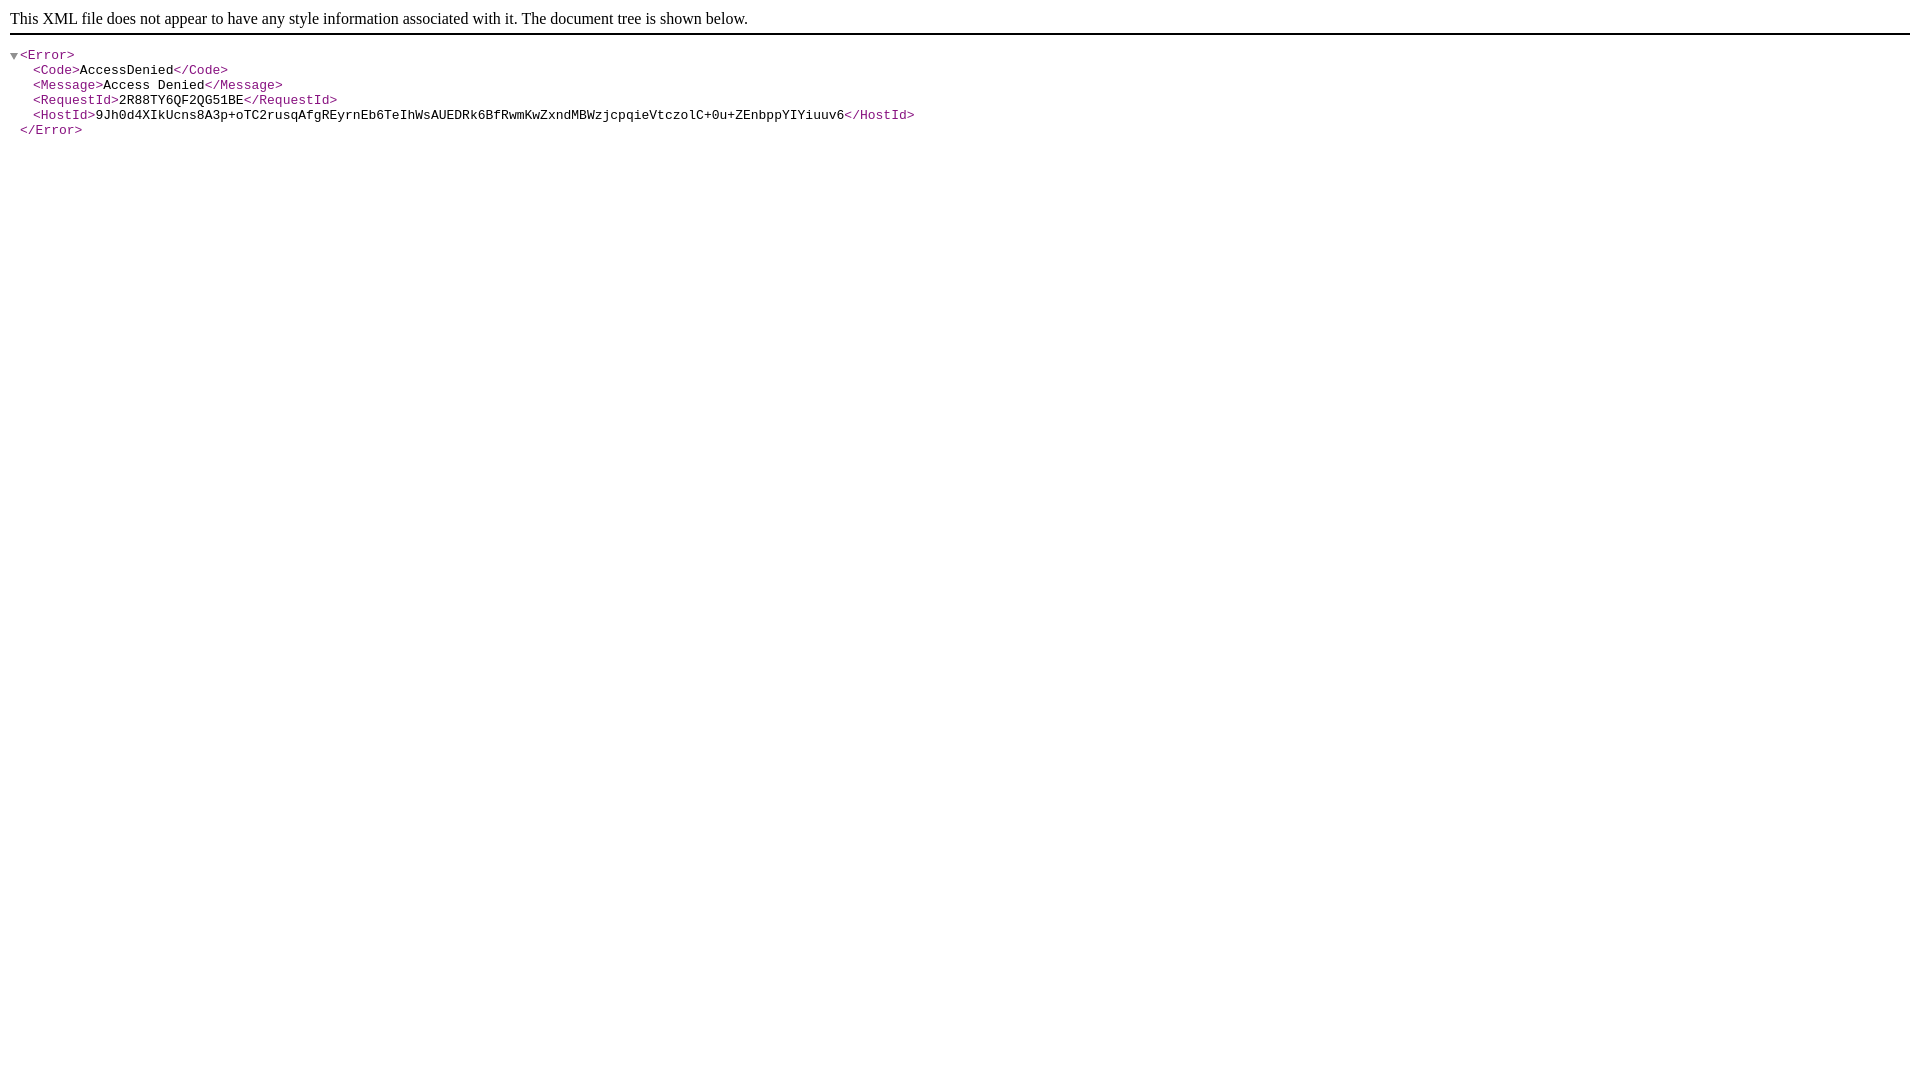 This XML file does not appear to have any style information associated with it. The document tree is shown below.
▼<Error>
<Code>AccessDenied</Code>
<Message>Access Denied</Message>
<RequestId>2R88TY6QF2QG51BE</RequestId>
<HostId>9Jh0d4XIkUcns8A3p+oTC2rusqAfgREyrnEb6TeIhWsAUEDRk6BfRwmKwZxndMBWzjcpqieVtczolC+0u+ZEnbppYIYiuuv6</HostId>
</Error>